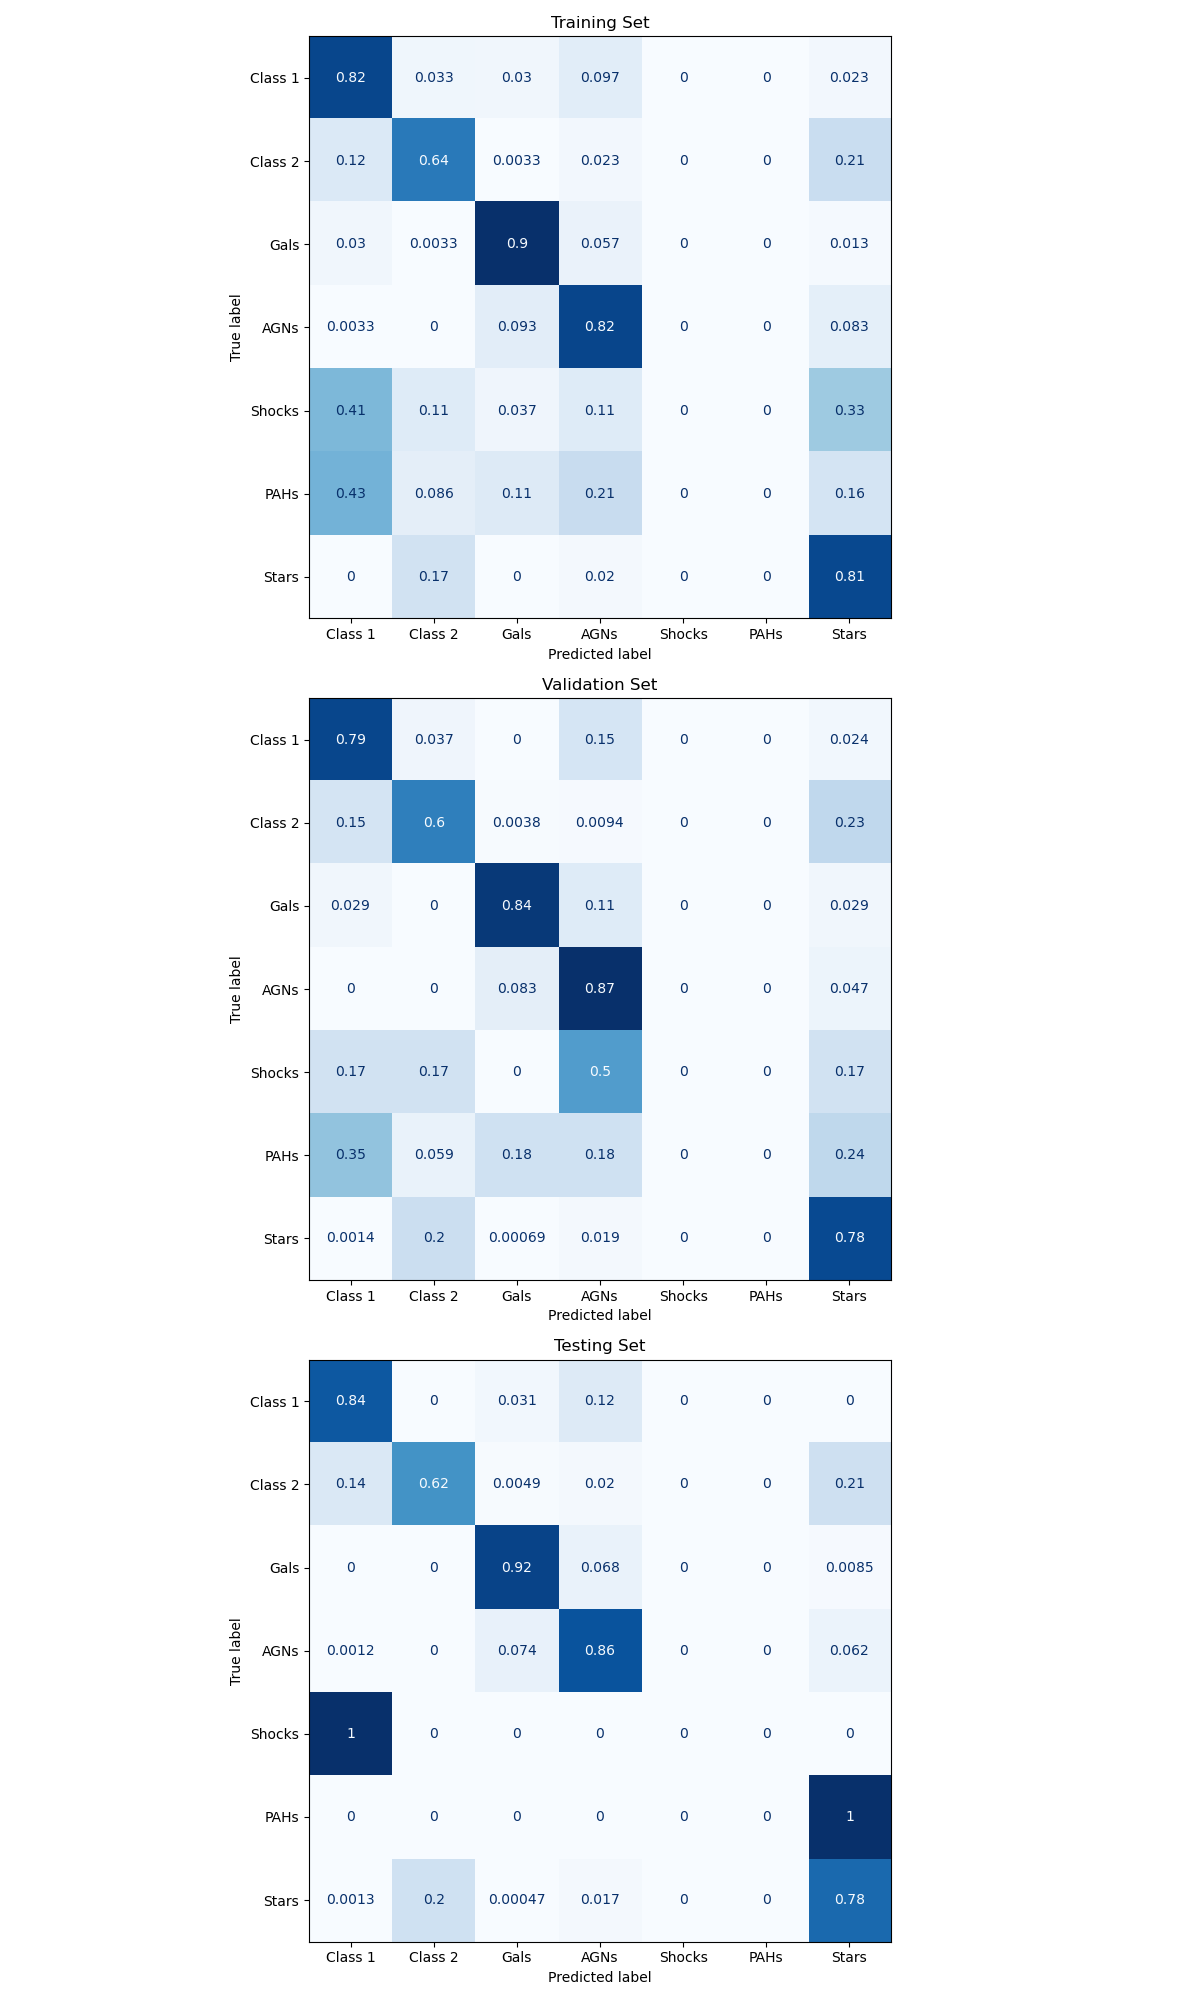 Training Set
Class 1 0.82 0.033 0.03 0.097 0 0 0.023
Class 2 0.12 0.64 0.0033 0.023 0 0 0.21
Gals 0.03 0.0033 0.9 0.057 0 0 0.013
True label
AGNs 0.0033 0 0.093 0.82 0 0 0.083
Shocks 0.41 0.11 0.037 0.11 0 0 0.33
PAHs 0.43 0.086 0.11 0.21 0 0 0.16
Stars 0 0.17 0 0.02 0 0 0.81
Class 1 Class 2 Gals AGNs Shocks PAHs Stars
Predicted label
Validation Set
Class 1 0.79 0.037 0 0.15 0 0 0.024
Class 2 0.15 0.6 0.0038 0.0094 0 0 0.23
Gals 0.029 0 0.84 0.11 0 0 0.029
True label
AGNs 0 0 0.083 0.87 0 0 0.047
Shocks 0.17 0.17 0 0.5 0 0 0.17
PAHs 0.35 0.059 0.18 0.18 0 0 0.24
Stars 0.0014 0.2 0.00069 0.019 0 0 0.78
Class 1 Class 2 Gals AGNs Shocks PAHs Stars
Predicted label
Testing Set
Class 1 0.84 0 0.031 0.12 0 0 0
Class 2 0.14 0.62 0.0049 0.02 0 0 0.21
Gals 0 0 0.92 0.068 0 0 0.0085
True label
AGNs 0.0012 0 0.074 0.86 0 0 0.062
Shocks 1 0 0 0 0 0 0
PAHs 0 0 0 0 0 0 1
Stars 0.0013 0.2 0.00047 0.017 0 0 0.78
Class 1 Class 2 Gals AGNs Shocks PAHs Stars
Predicted label